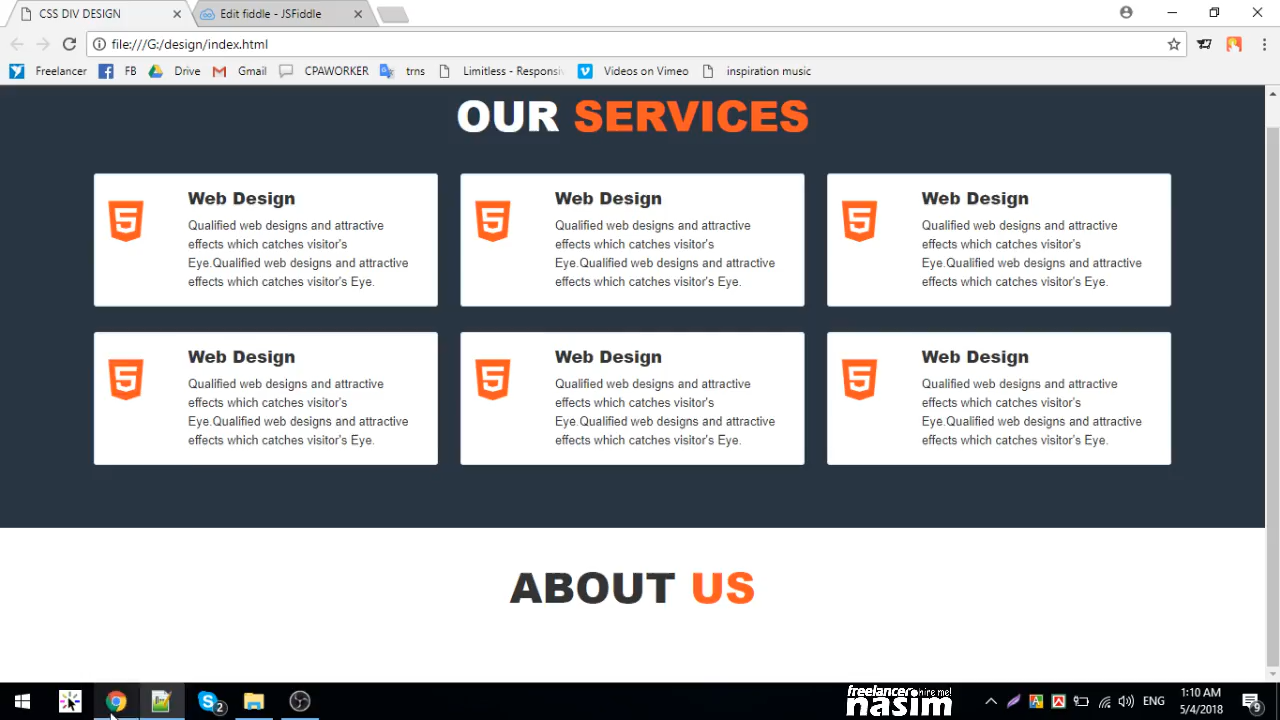 CSS DIV DESIGN
Edit fiddle - JSFiddle
file:///G:/design/index.html
Freelancer
FB
Drive
Gmail
CPAWORKER
trns
Limitless - Responsiv
Videos on Vimeo
inspiration music
OUR SERVICES
Web Design
Qualified web designs and attractive
effects which catches visitor's
Eye.Qualified web designs and attractive
effects which catches visitor's Eye.
Web Design
Qualified web designs and attractive
effects which catches visitor's
Eye.Qualified web designs and attractive
effects which catches visitor's Eye.
Web Design
Qualified web designs and attractive
effects which catches visitor's
Eye.Qualified web designs and attractive
effects which catches visitor's Eye.
Web Design
Qualified web designs and attractive
effects which catches visitor's
Eye.Qualified web designs and attractive
effects which catches visitor's Eye.
Web Design
Qualified web designs and attractive
effects which catches visitor's
Eye.Qualified web designs and attractive
effects which catches visitor's Eye.
Web Design
Qualified web designs and attractive
effects which catches visitor's
Eye.Qualified web designs and attractive
effects which catches visitor's Eye.
ABOUT US
2
freelancer hire me!
nasim
ENG
1:10 AM
5/4/2018
9